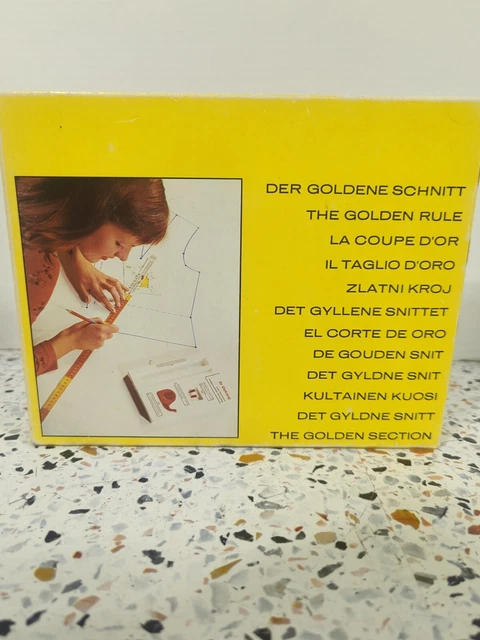 DER GOLDENE SCHNITT
THE GOLDEN RULE
LA COUPE D'OR
IL TAGLIO D'ORO
ZLATNI KROJ
DET GYLLENE SNITTET
EL CORTE DE ORO
DE GOUDEN SNIT
DET GYLDNE SNIT
KULTAINEN KUOSI
DET GYLDNE SNITT
THE GOLDEN SECTION